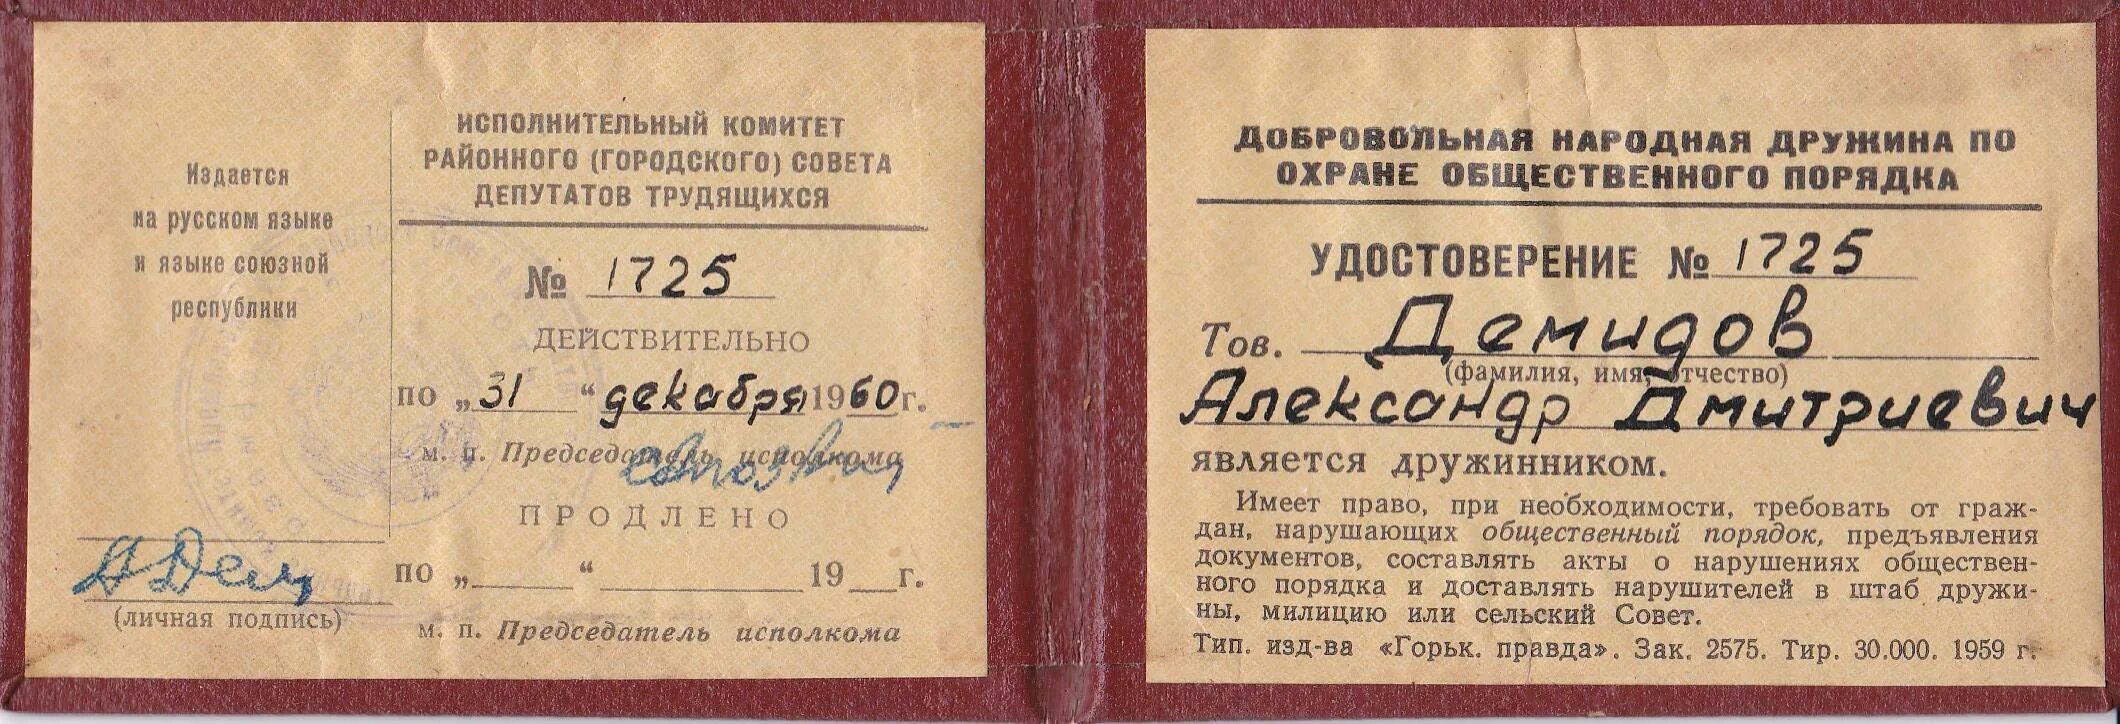 Издается
на русском языке
и языке союзной
республики
(личная подпись)
ИСПОЛНИТЕЛЬНЫЙ КОМИТЕТ
РАЙОННОГО (ГОРОДСКОГО) СОВЕТА
ДЕПУТАТОВ ТРУДЯЩИХСЯ
№ 1725
ДЕЙСТВИТЕЛЬНО
по „31“ декабря 1960 г.
м. п. Председатель исполкома
ПРОДЛЕНО
по „ “ 19 г.
м. п. Председатель исполкома
ДОБРОВОЛЬНАЯ НАРОДНАЯ ДРУЖИНА ПО
ОХРАНЕ ОБЩЕСТВЕННОГО ПОРЯДКА
УДОСТОВЕРЕНИЕ № 1725
Тов. Демидов
(фамилия, имя, отчество)
Александр Дмитриевич
является дружинником.
Имеет право, при необходимости, требовать от граж-
дан, нарушающих общественный порядок, предъявления
документов, составлять акты о нарушениях обществен-
ного порядка и доставлять нарушителей в штаб дружи-
ны, милицию или сельский Совет.
Тип. изд-ва «Горьк. правда». Зак. 2575. Тир. 30.000. 1959 г.